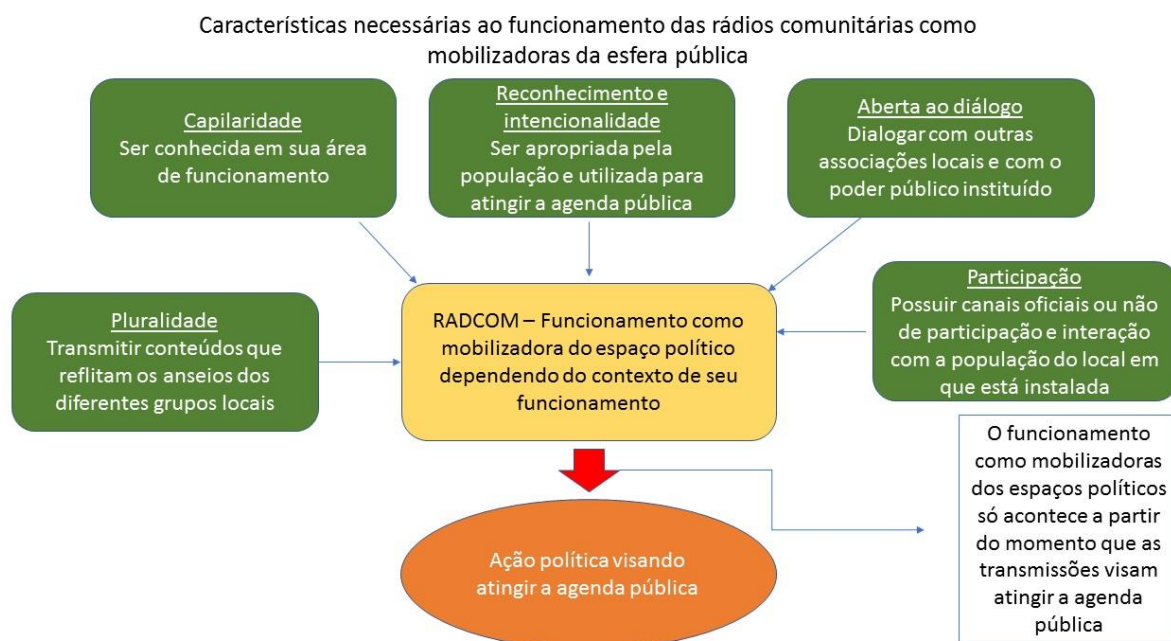 Características necessárias ao funcionamento das rádios comunitárias como
mobilizadoras da esfera pública
Capilaridade
Ser conhecida em sua área
de funcionamento
Reconhecimento e
intencionalidade
Ser apropriada pela
população e utilizada para
atingir a agenda pública
Aberta ao diálogo
Dialogar com outras
associações locais e com o
poder público instituído
Pluralidade
Transmitir conteúdos que
reflitam os anseios dos
diferentes grupos locais
RADCOM – Funcionamento como
mobilizadora do espaço político
dependendo do contexto de seu
funcionamento
Participação
Possuir canais oficiais ou não
de participação e interação
com a população do local em
que está instalada
Ação política visando
atingir a agenda pública
O funcionamento
como mobilizadoras
dos espaços políticos
só acontece a partir
do momento que as
transmissões visam
atingir a agenda
pública